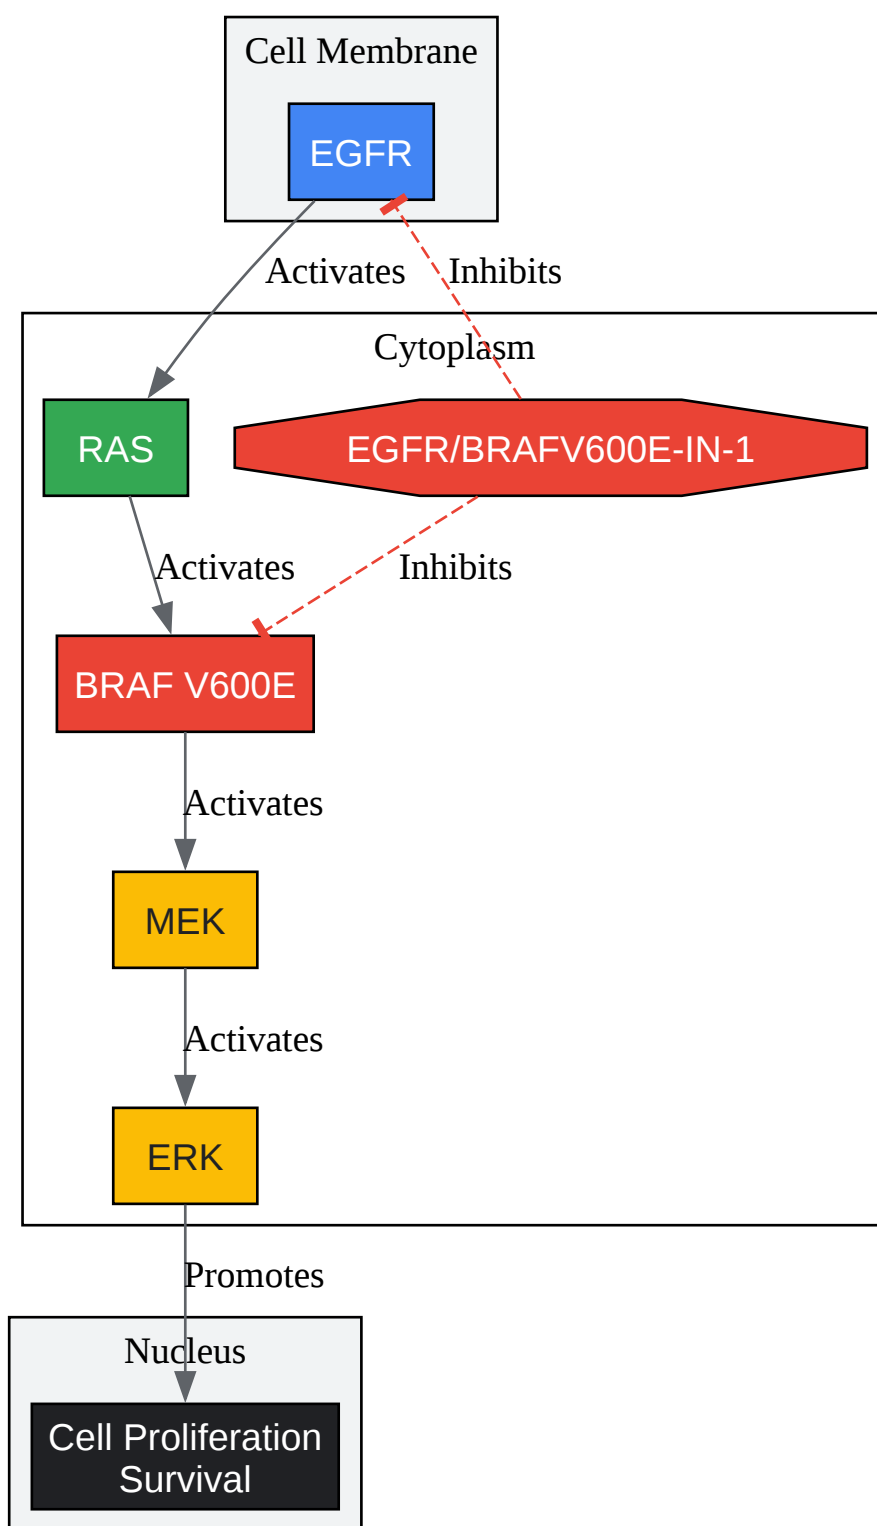 Cell Membrane
EGFR
Activates
Inhibits
Cytoplasm
RAS
EGFR/BRAFV600E-IN-1
Activates
Inhibits
BRAF V600E
Activates
MEK
Activates
ERK
Promotes
Nucleus
Cell Proliferation
Survival